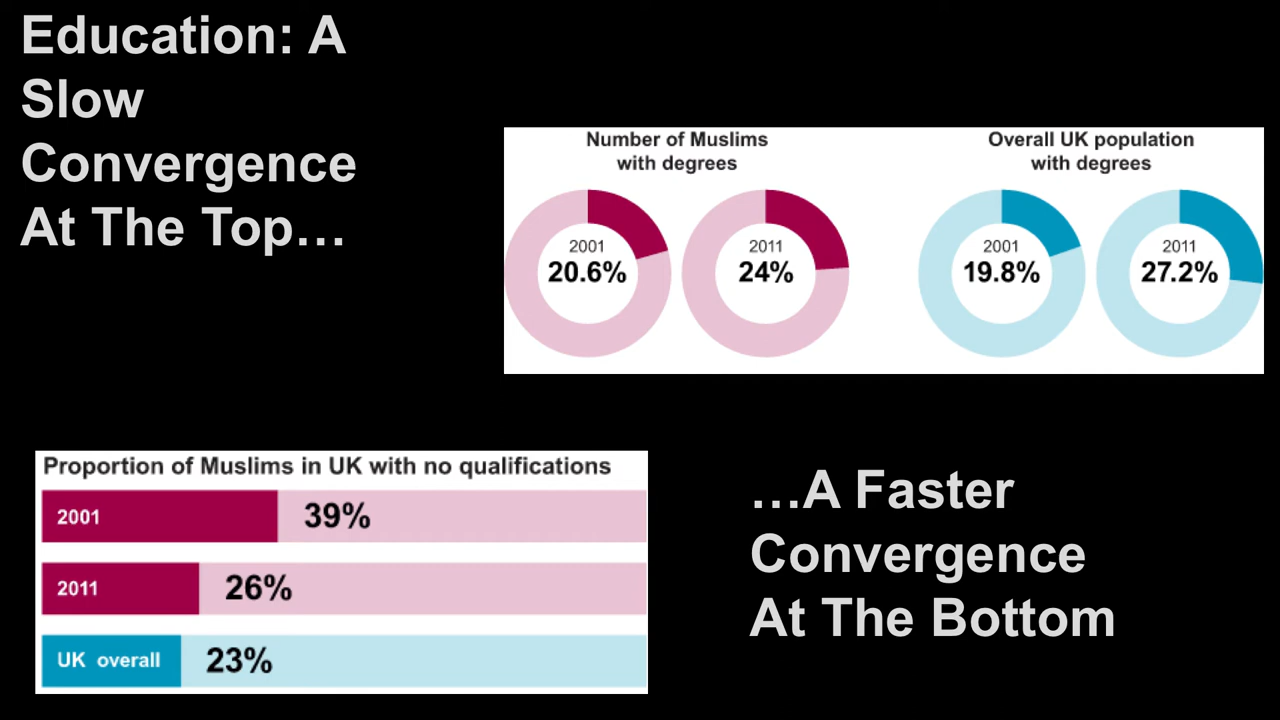 Education: A
Slow
Convergence
At The Top…
Number of Muslims
with degrees
2001
20.6%
2011
24%
Overall UK population
with degrees
2001
19.8%
2011
27.2%
Proportion of Muslims in UK with no qualifications
2001 39%
2011 26%
UK overall 23%
…A Faster
Convergence
At The Bottom